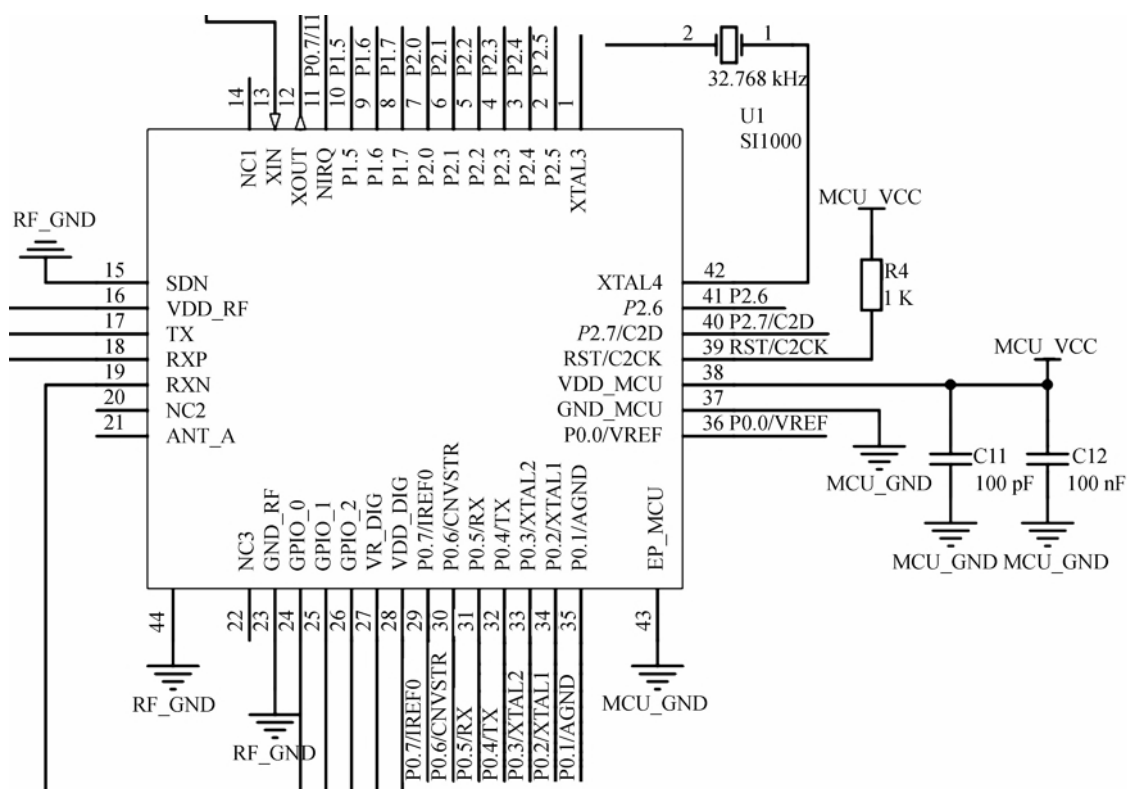 P0.7/11
P1.5
P1.6
P1.7
P2.0
P2.1
P2.2
P2.3
P2.4
P2.5
14
13
12
11
10
9
8
7
6
5
4
3
2
1
2
1
32.768 kHz
U1
SI1000
NC1
XIN
XOUT
NIRQ
P1.5
P1.6
P1.7
P2.0
P2.1
P2.2
P2.3
P2.4
P2.5
XTAL3
MCU_VCC
R4
1 K
RF_GND
15 SDN
16 VDD_RF
17 TX
18 RXP
19 RXN
20 NC2
21 ANT_A
XTAL4 42
P2.6 41 P2.6
P2.7/C2D 40 P2.7/C2D
RST/C2CK 39 RST/C2CK
VDD_MCU 38
GND_MCU 37
P0.0/VREF 36 P0.0/VREF
MCU_VCC
MCU_GND
C11
100 pF
C12
100 nF
MCU_GND
MCU_GND
NC3
GND_RF
GPIO_0
GPIO_1
GPIO_2
VR_DIG
VDD_DIG
P0.7/IREF0
P0.6/CNVSTR
P0.5/RX
P0.4/TX
P0.3/XTAL2
P0.2/XTAL1
P0.1/AGND
EP_MCU
44
22
23
24
25
26
27
28
29
30
31
32
33
34
35
43
RF_GND
RF_GND
P0.7/IREF0
P0.6/CNVSTR
P0.5/RX
P0.4/TX
P0.3/XTAL2
P0.2/XTAL1
P0.1/AGND
MCU_GND